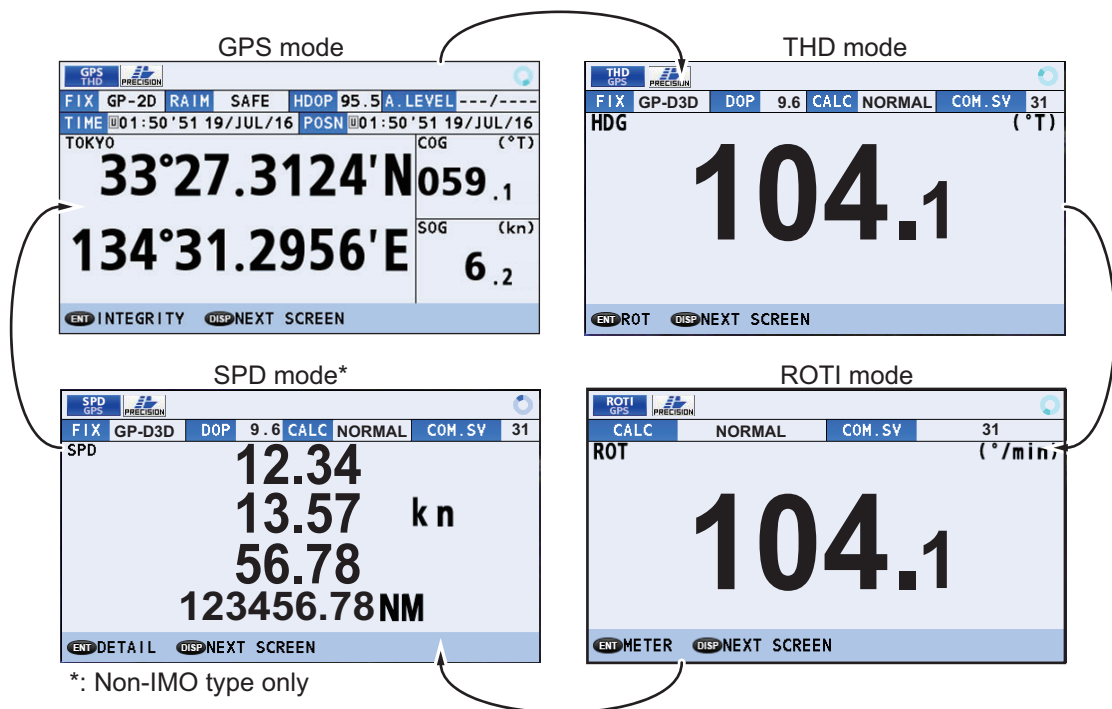 GPS mode
GPS
THD
PRECISION
FIX GP-2D RAIM SAFE HDOP 95.5 A.LEVEL ---/----
TIME U01:50'51 19/JUL/16 POSN U01:50'51 19/JUL/16
TOKYO
33°27.3124'N
134°31.2956'E
COG (°T)
059.1
SOG (kn)
6.2
ENT INTEGRITY DISP NEXT SCREEN
THD mode
THD
GPS
PRECISION
FIX GP-D3D DOP 9.6 CALC NORMAL COM.SV 31
HDG (°T)
104.1
ENT ROT DISP NEXT SCREEN
SPD mode*
SPD
GPS
PRECISION
FIX GP-D3D DOP 9.6 CALC NORMAL COM.SV 31
SPD
12.34
13.57 kn
56.78
123456.78NM
ENT DETAIL DISP NEXT SCREEN
ROTI mode
ROTI
GPS
PRECISION
CALC NORMAL COM.SV 31
ROT (°/min)
104.1
ENT METER DISP NEXT SCREEN
*: Non-IMO type only